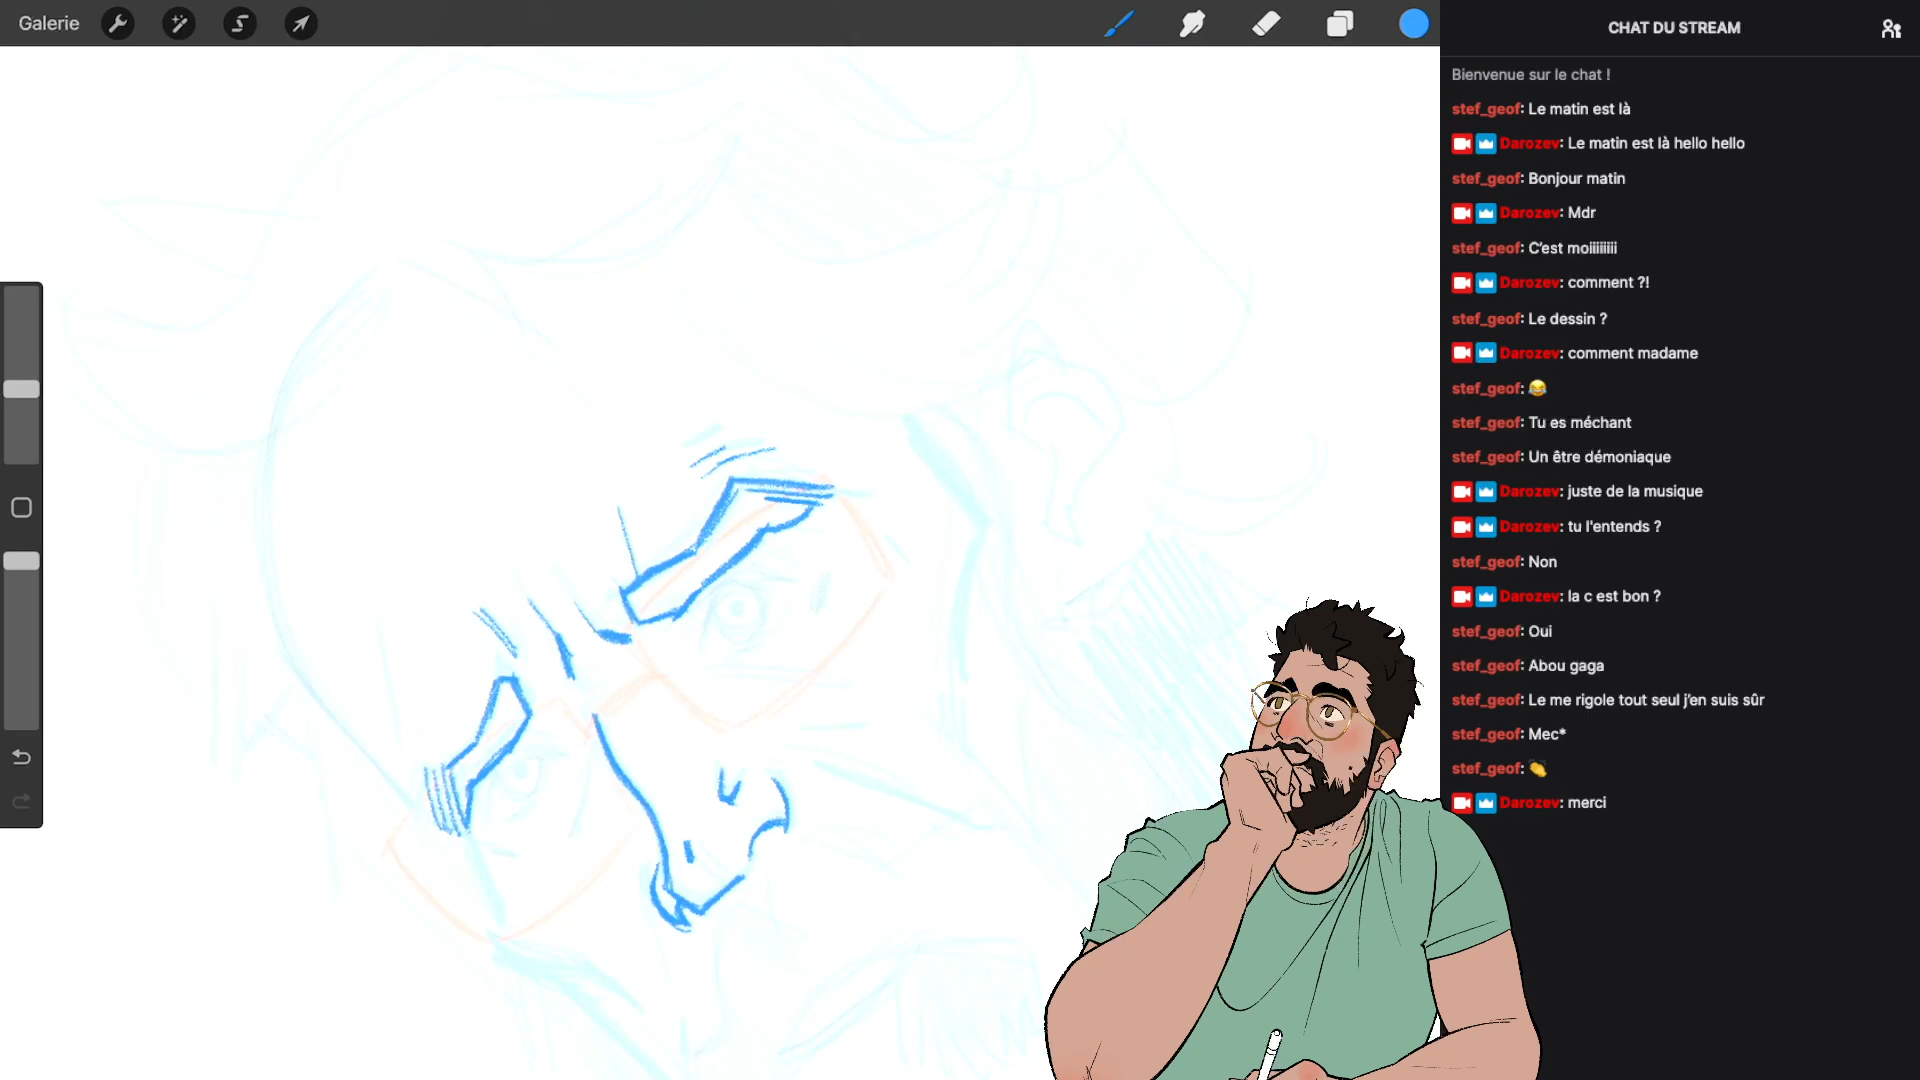 Galerie
CHAT DU STREAM
Bienvenue sur le chat !
stef_geof: Le matin est là
Darozev: Le matin est là hello hello
stef_geof: Bonjour matin
Darozev: Mdr
stef_geof: C'est moiiiiiiiii
Darozev: comment ?!
stef_geof: Le dessin ?
Darozev: comment madame
stef_geof: 😂
stef_geof: Tu es méchant
stef_geof: Un être démoniaque
Darozev: juste de la musique
Darozev: tu l'entends ?
stef_geof: Non
Darozev: la c est bon ?
stef_geof: Oui
stef_geof: Abou gaga
stef_geof: Le me rigole tout seul j'en suis sûr
stef_geof: Mec*
stef_geof: 👏
Darozev: merci